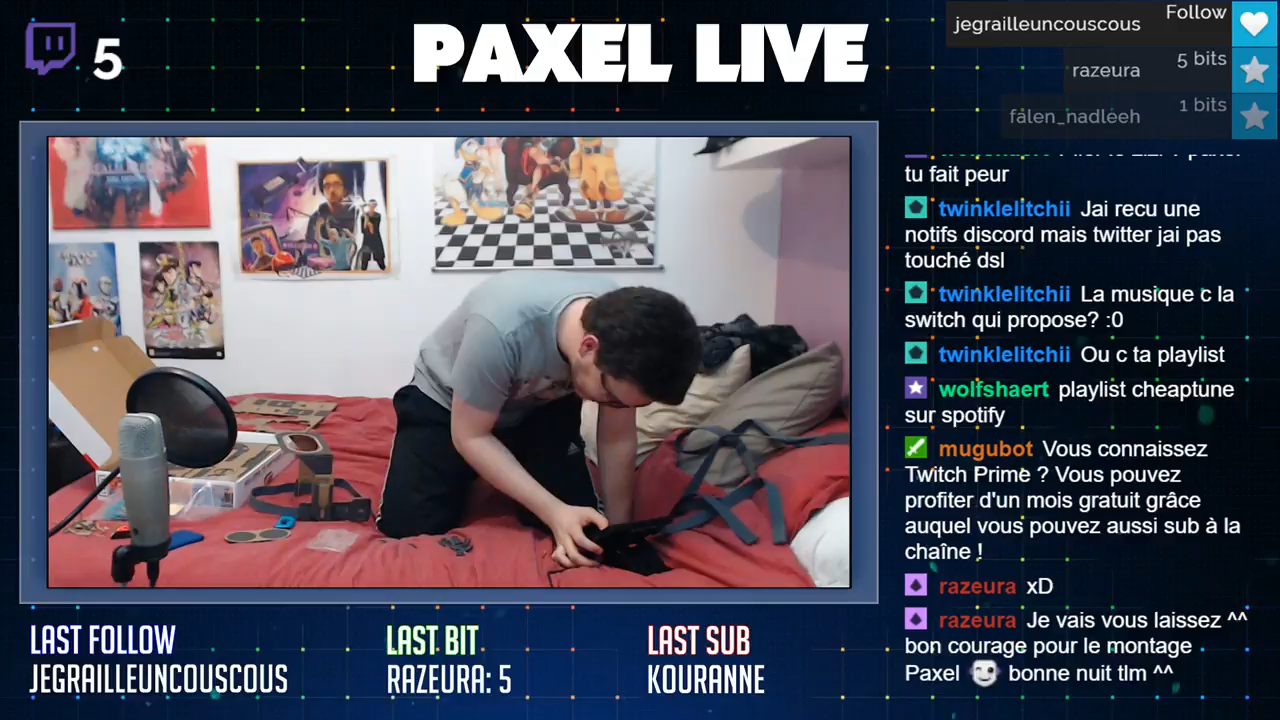 5
PAXEL LIVE
jegrailleuncouscous Follow
razeura 5 bits
fálen_nadléeh 1 bits
tu fait peur
twinklelitchii Jai recu une
notifs discord mais twitter jai pas
touché dsl
twinklelitchii La musique c la
switch qui propose? :0
twinklelitchii Ou c ta playlist
wolfshaert playlist cheaptune
sur spotify
mugubot Vous connaissez
Twitch Prime ? Vous pouvez
profiter d'un mois gratuit grâce
auquel vous pouvez aussi sub à la
chaîne !
razeura xD
razeura Je vais vous laissez ^^
bon courage pour le montage
Paxel bonne nuit tlm ^^
LAST FOLLOW
JEGRAILLEUNCOUSCOUS
LAST BIT
RAZEURA: 5
LAST SUB
KOURANNE